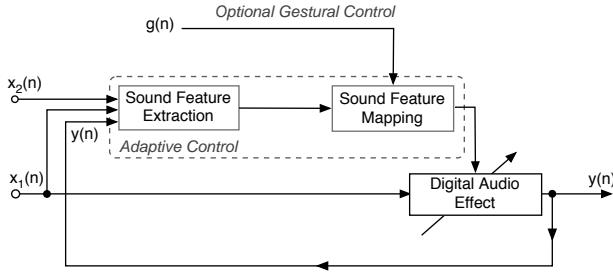 Optional Gestural Control
g(n)
x2(n)
Sound Feature
Extraction
Sound Feature
Mapping
y(n)
Adaptive Control
x1(n)
Digital Audio
Effect
y(n)